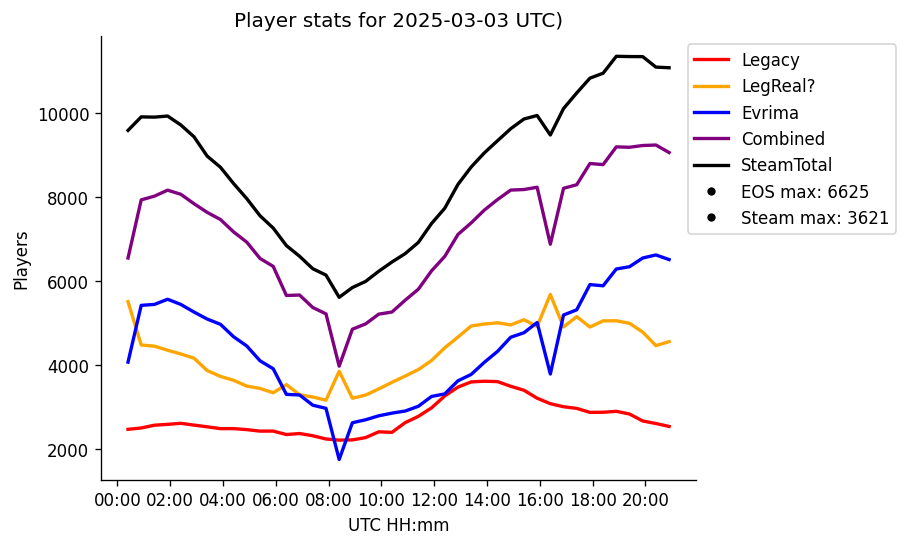 Player stats for 2025-03-03 UTC)
Legacy
LegReal?
Evrima
Combined
SteamTotal
EOS max: 6625
Steam max: 3621
Players
10000
8000
6000
4000
2000
00:00 02:00 04:00 06:00 08:00 10:00 12:00 14:00 16:00 18:00 20:00
UTC HH:mm